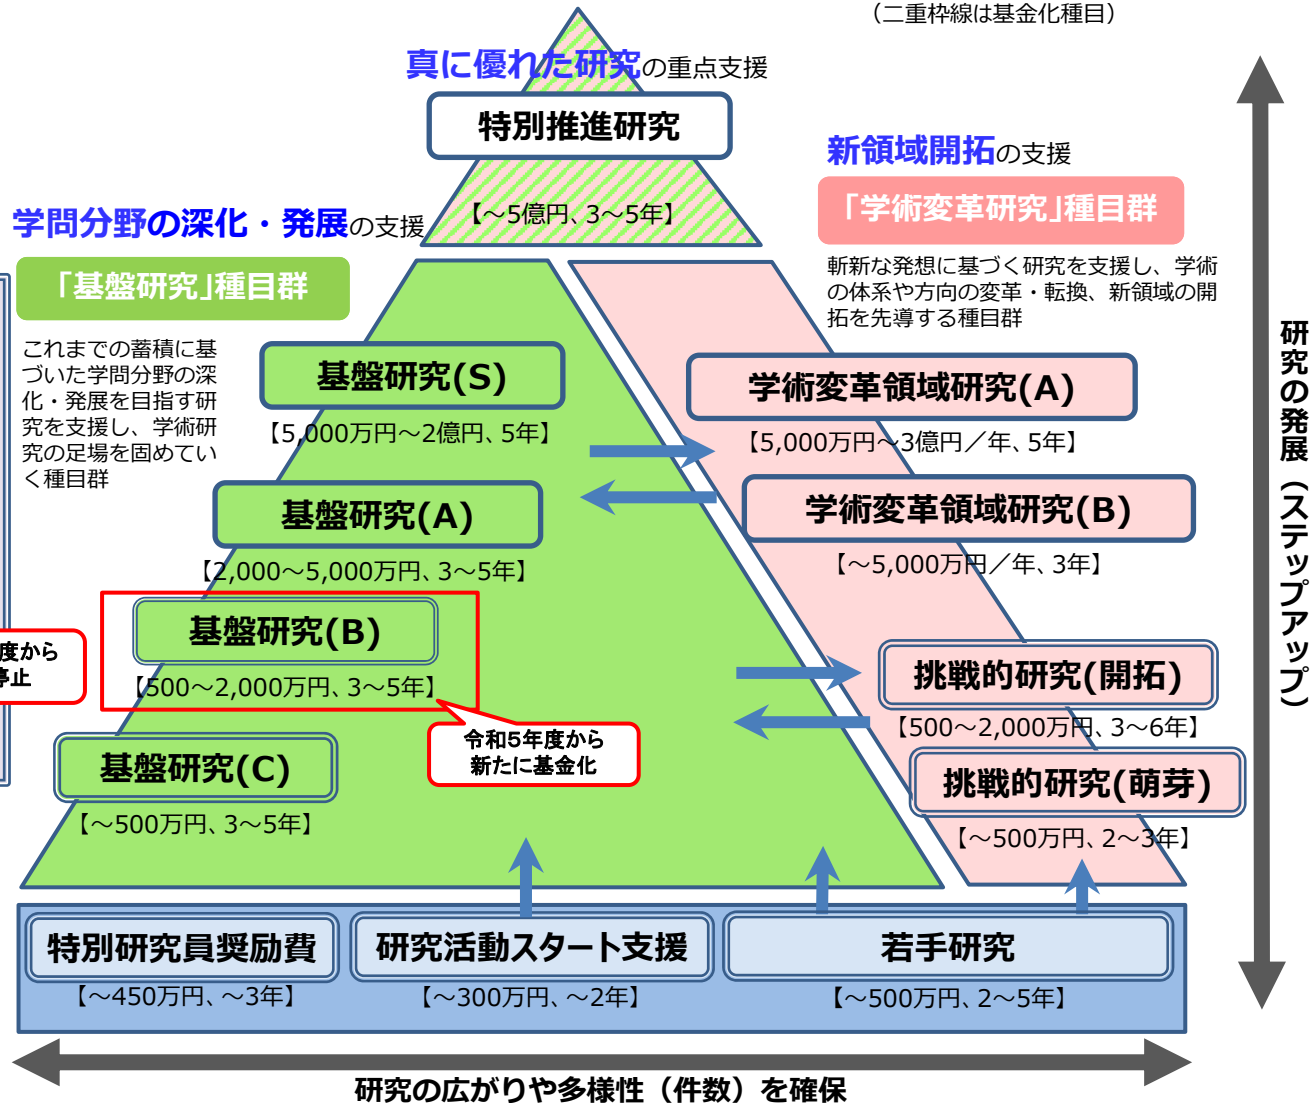 （二重枠線は基金化種目）
真に優れた研究の重点支援
特別推進研究
【～5億円、3～5年】
学問分野の深化・発展の支援
「基盤研究」種目群
これまでの蓄積に基
づいた学問分野の深
化・発展を目指す研
究を支援し、学術研
究の足場を固めてい
く種目群
新領域開拓の支援
「学術変革研究」種目群
斬新な発想に基づく研究を支援し、学術
の体系や方向の変革・転換、新領域の開
拓を先導する種目群
基盤研究(S)
【5,000万円～2億円、5年】
基盤研究(A)
【2,000～5,000万円、3～5年】
基盤研究(B)
【500～2,000万円、3～5年】
度から
停止
令和5年度から
新たに基金化
基盤研究(C)
【～500万円、3～5年】
学術変革領域研究(A)
【5,000万円～3億円／年、5年】
学術変革領域研究(B)
【～5,000万円／年、3年】
挑戦的研究(開拓)
【500～2,000万円、3～6年】
挑戦的研究(萌芽)
【～500万円、2～3年】
特別研究員奨励費
【～450万円、～3年】
研究活動スタート支援
【～300万円、～2年】
若手研究
【～500万円、2～5年】
研究の広がりや多様性（件数）を確保
研究の発展（ステップアップ）